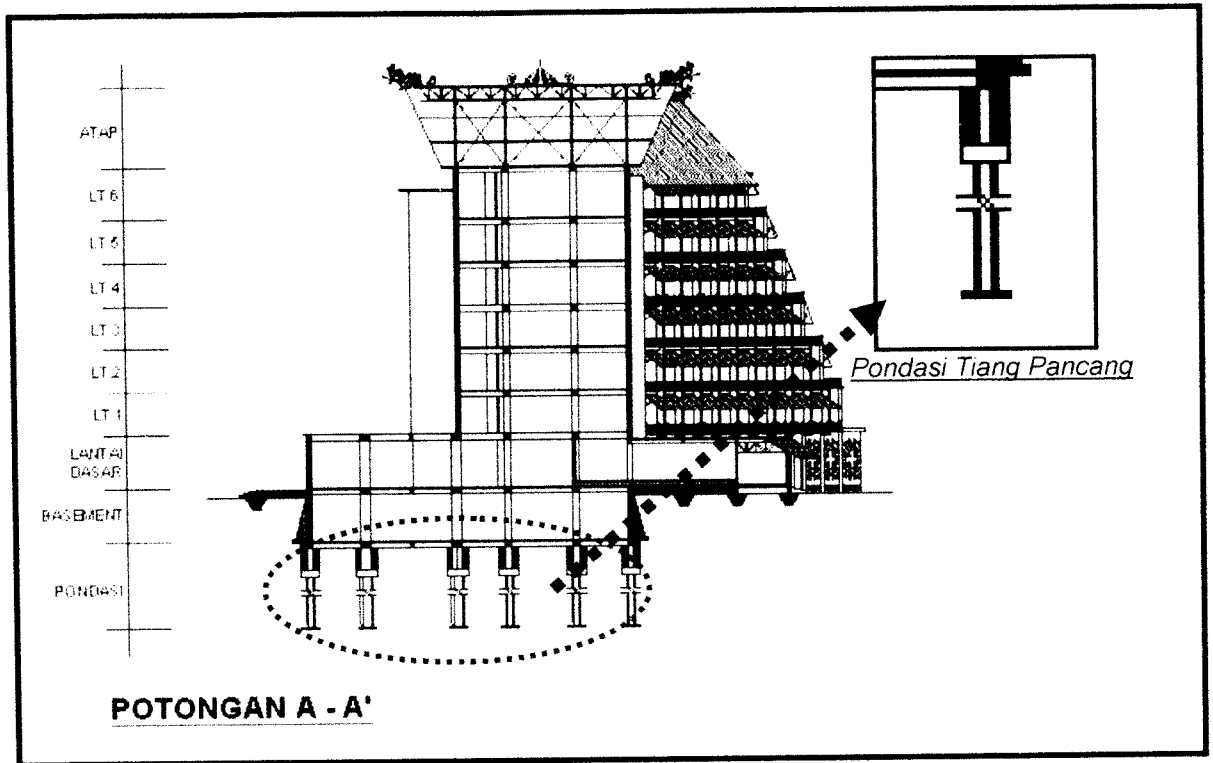 ATAP
LT 6
LT 5
LT 4
LT 3
LT 2
LT 1
LANTAI
DASAR
BASEMENT
PONDASI
Pondasi Tiang Pancang
POTONGAN A - A'